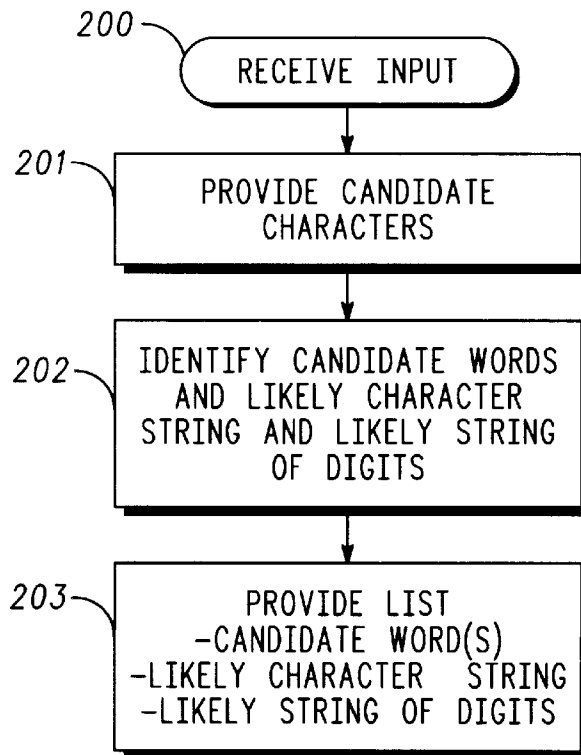 200
RECEIVE INPUT
201
PROVIDE CANDIDATE
CHARACTERS
202
IDENTIFY CANDIDATE WORDS
AND LIKELY CHARACTER
STRING AND LIKELY STRING
OF DIGITS
203
PROVIDE LIST
-CANDIDATE WORD(S)
-LIKELY CHARACTER STRING
-LIKELY STRING OF DIGITS